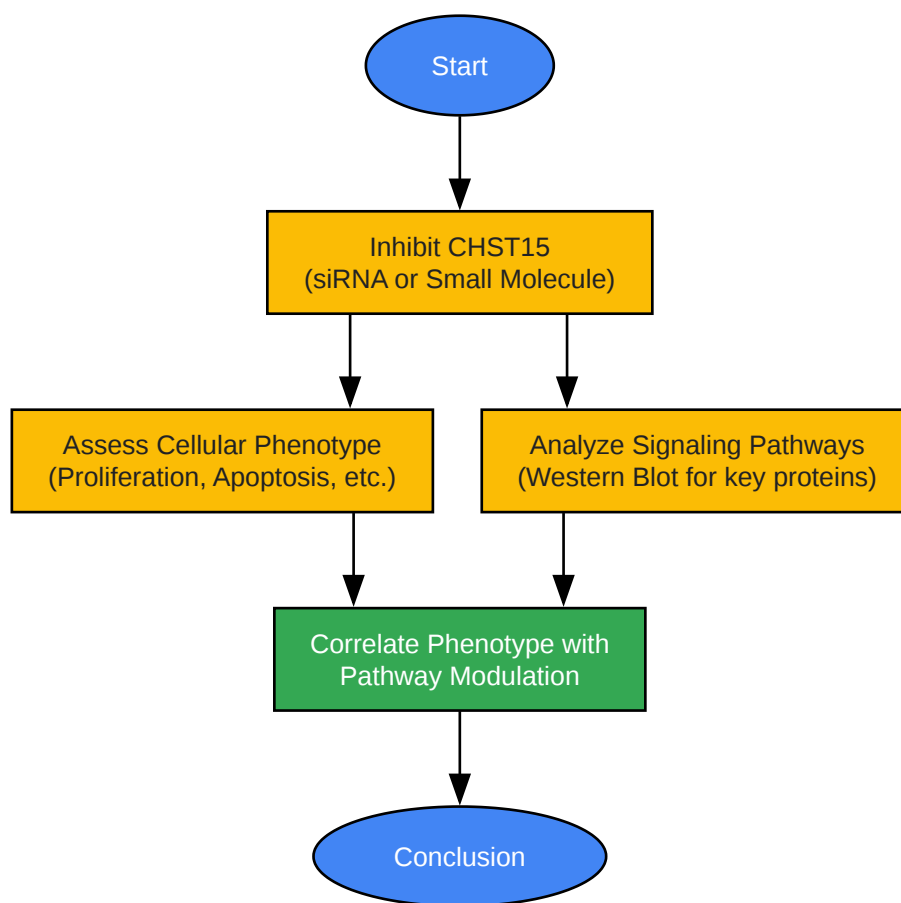 Start
Inhibit CHST15
(siRNA or Small Molecule)
Assess Cellular Phenotype
(Proliferation, Apoptosis, etc.)
Analyze Signaling Pathways
(Western Blot for key proteins)
Correlate Phenotype with
Pathway Modulation
Conclusion